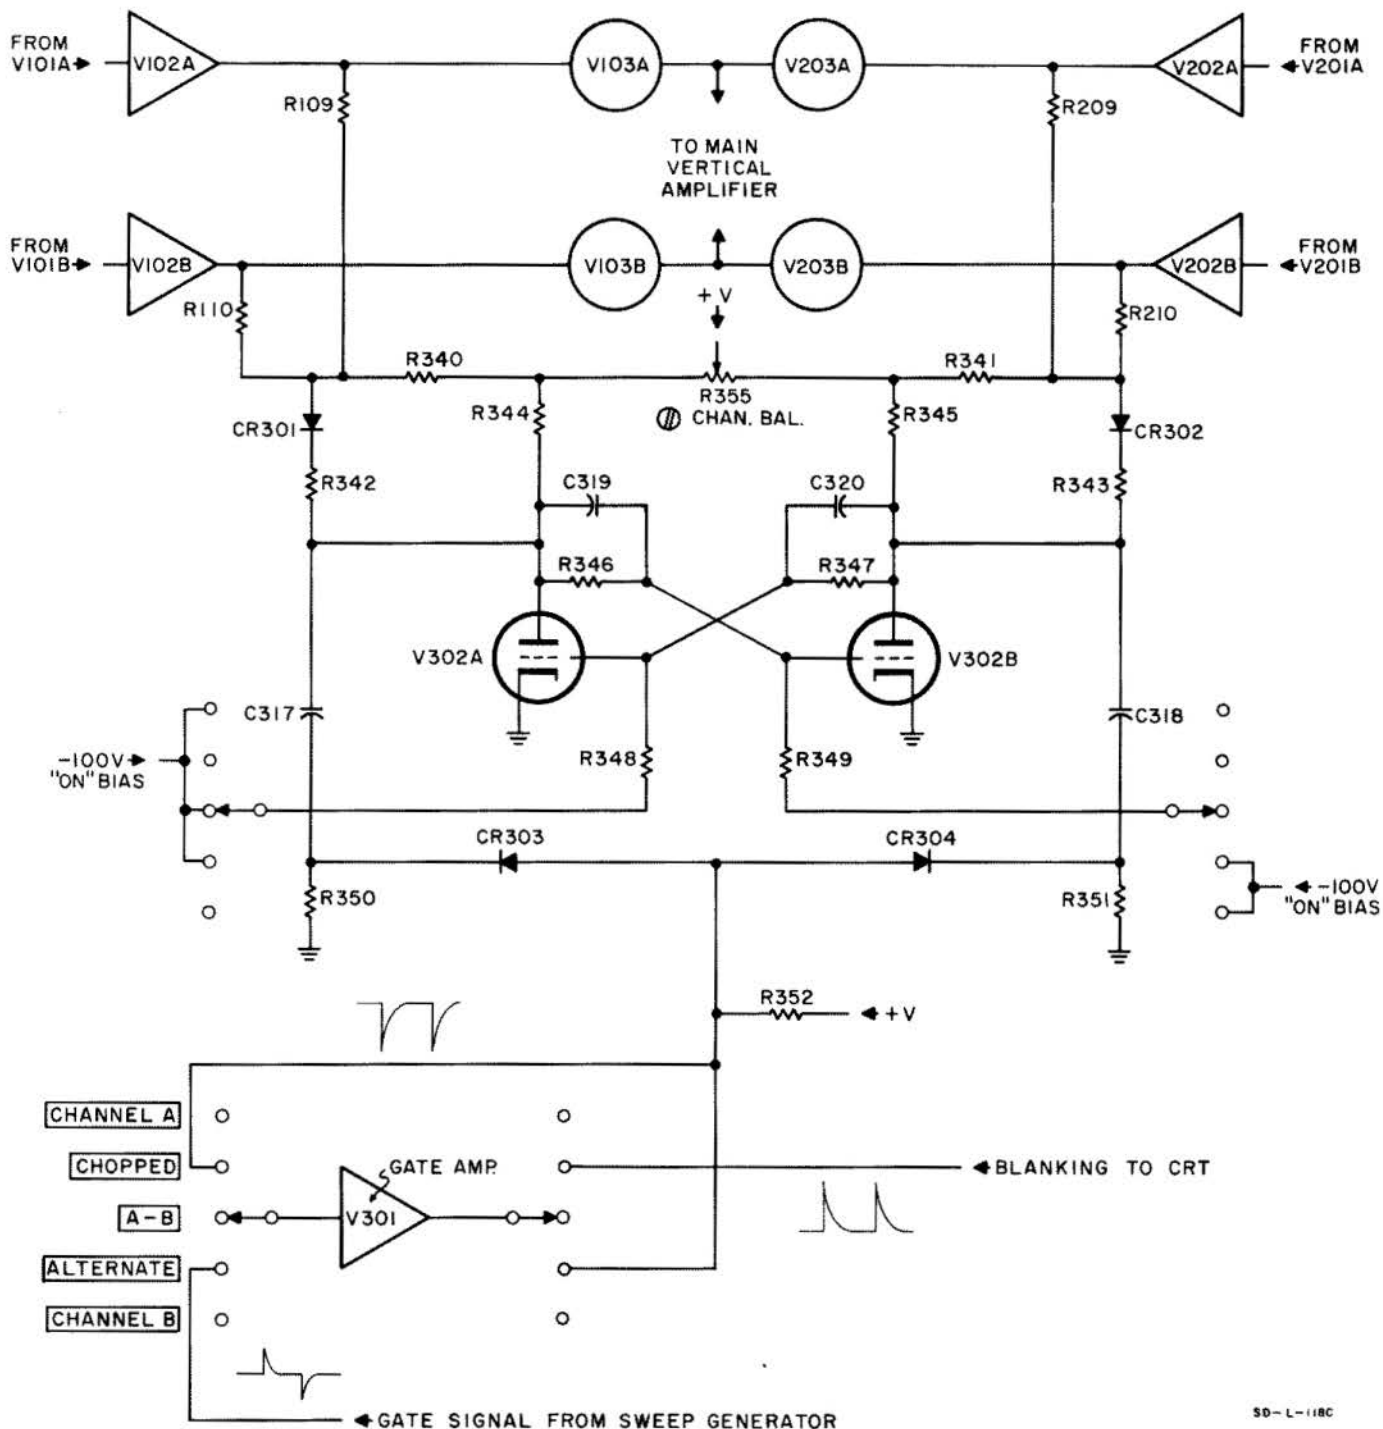 FROM
V101A
V102A
V103A
V203A
V202A
FROM
V201A
R109
R209
TO MAIN
VERTICAL
AMPLIFIER
FROM
V101B
V102B
V103B
V203B
V202B
FROM
V201B
R110
+V
R210
R340
R341
R344
R355
R345
CHAN. BAL.
CR301
CR302
R342
C319
C320
R343
R346
R347
V302A
V302B
C317
C318
-100V
"ON" BIAS
R348
R349
CR303
CR304
R350
R351
-100V
"ON" BIAS
R352
+V
CHANNEL A
CHOPPED
GATE AMP.
BLANKING TO CRT
A-B
V301
ALTERNATE
CHANNEL B
GATE SIGNAL FROM SWEEP GENERATOR
SD-L-118C